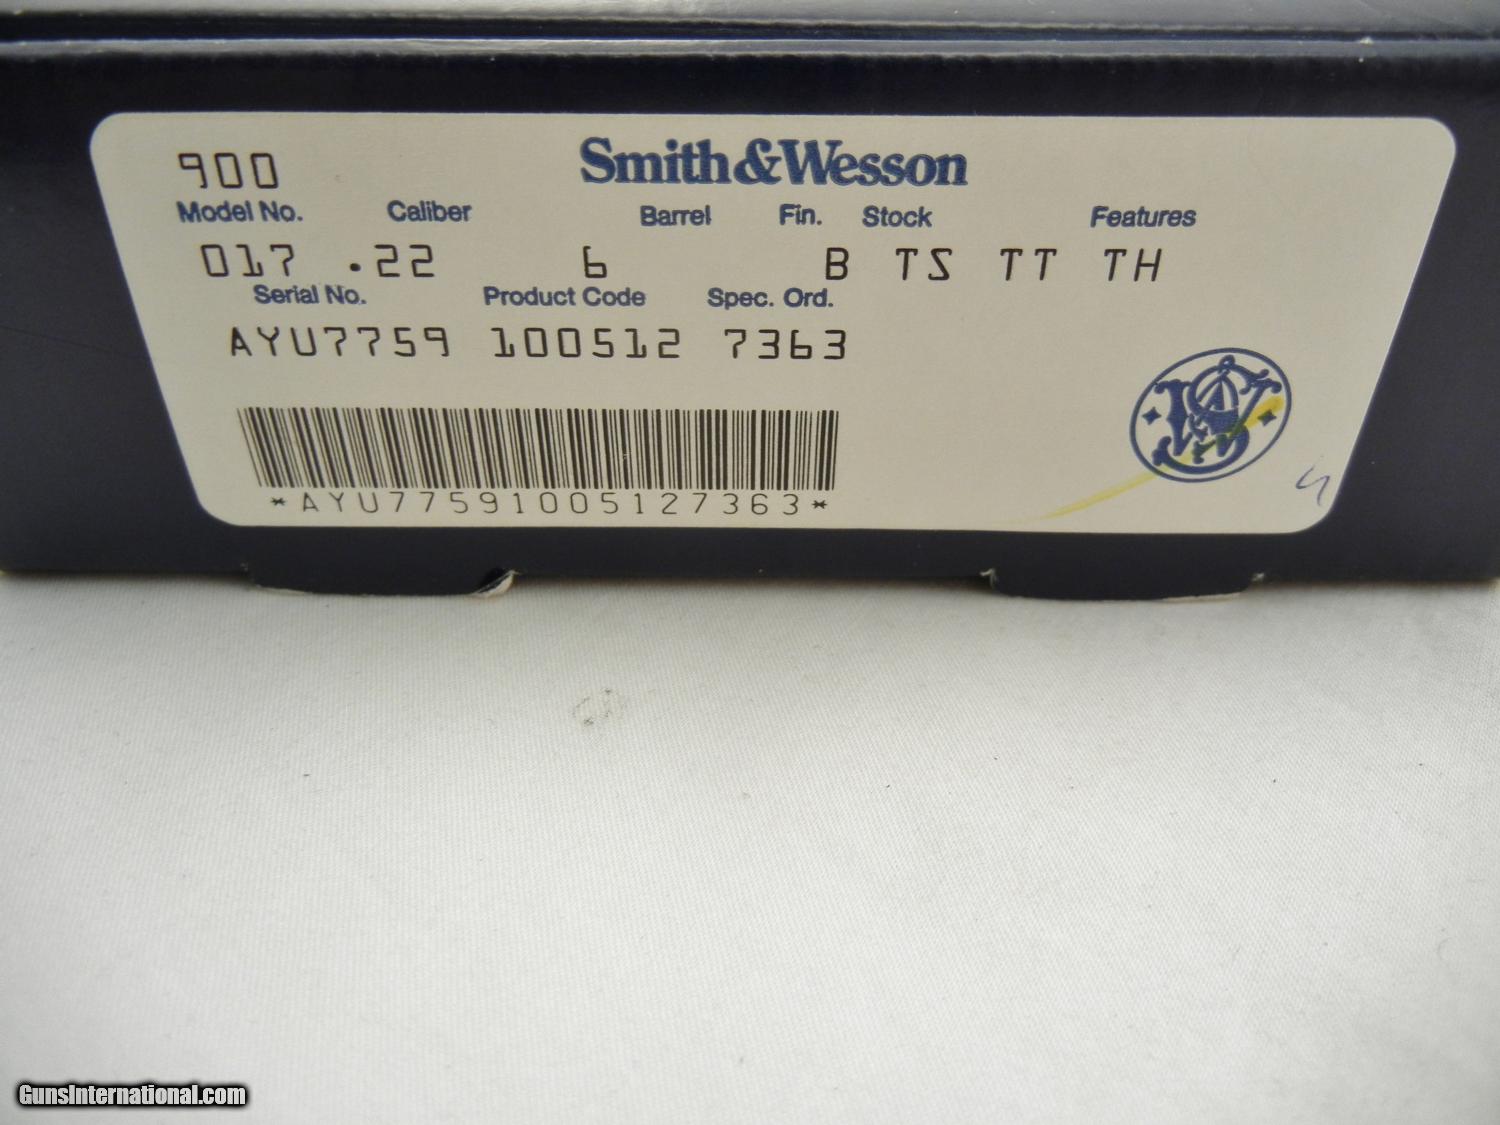 900
Smith&Wesson
Model No. Caliber Barrel Fin. Stock Features
017 .22 6 B TS TT TH
Serial No. Product Code Spec. Ord.
AYU7759 100512 7363
*AYU77591005127363*
GunsInternational.com